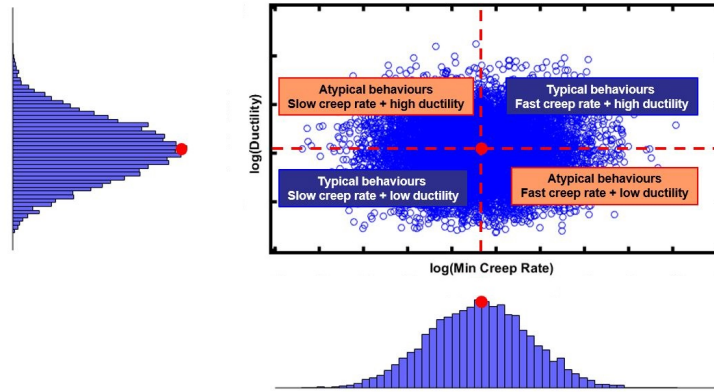 Atypical behaviours
Slow creep rate + high ductility
Typical behaviours
Fast creep rate + high ductility
log(Ductility)
Typical behaviours
Slow creep rate + low ductility
Atypical behaviours
Fast creep rate + low ductility
log(Min Creep Rate)